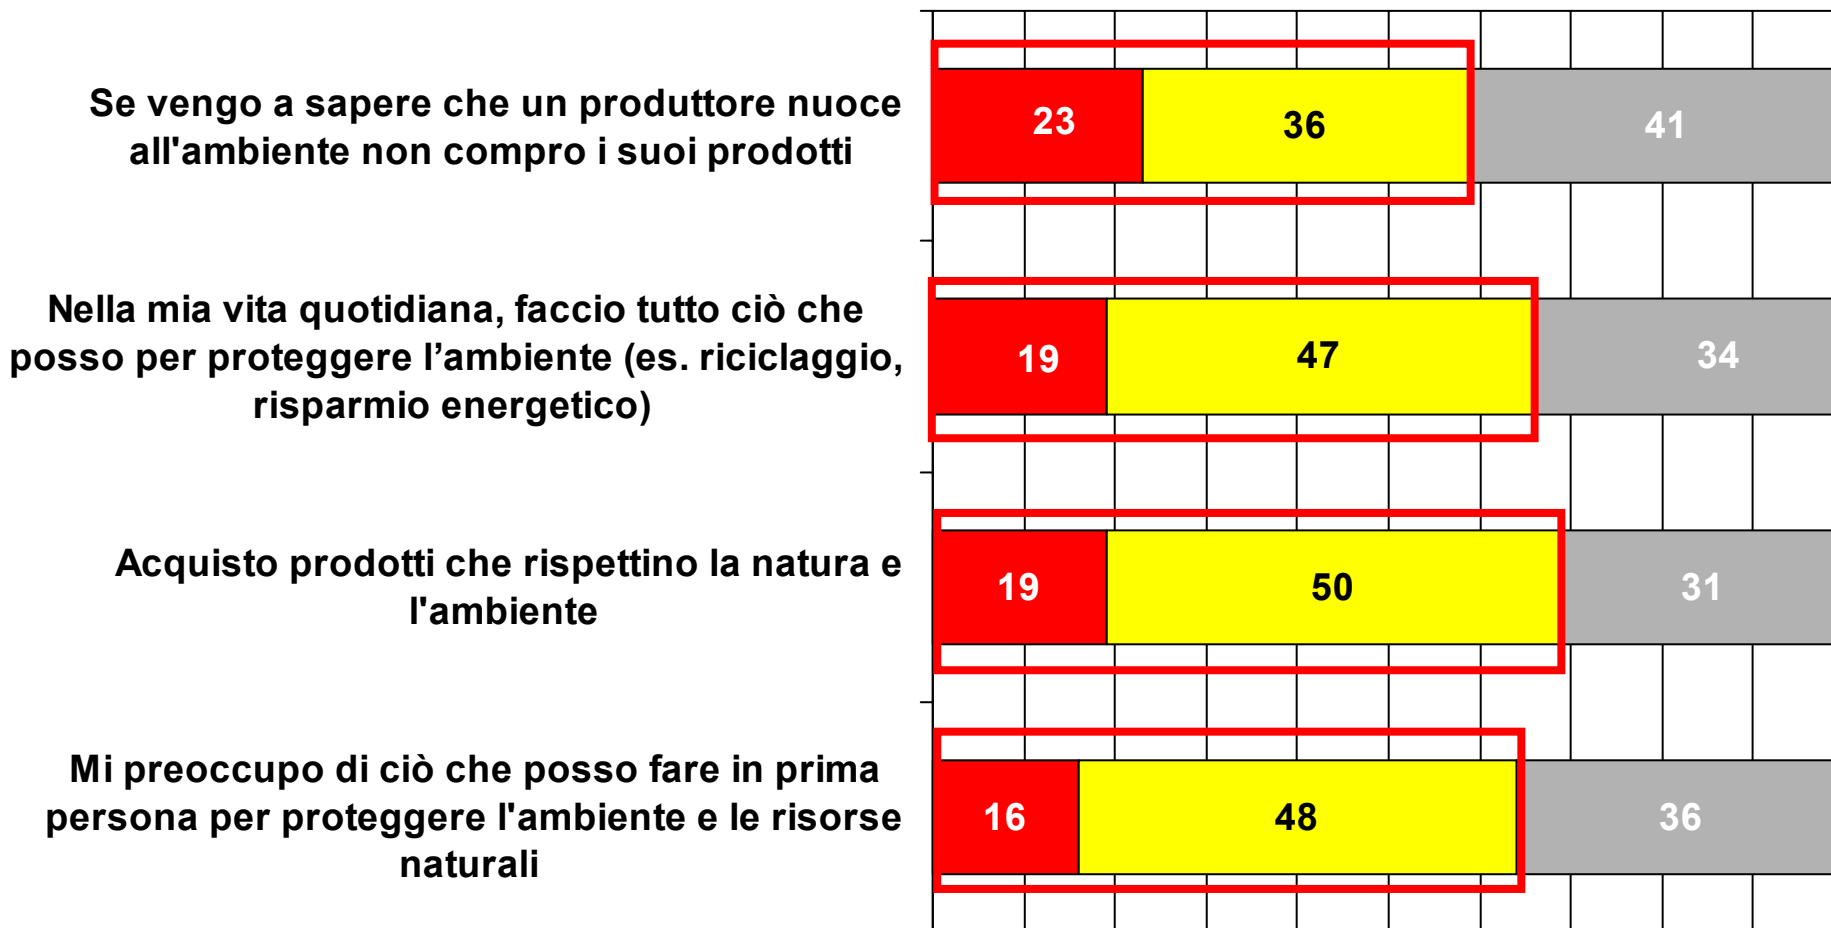 Se vengo a sapere che un produttore nuoce
all'ambiente non compro i suoi prodotti
23 36 41
Nella mia vita quotidiana, faccio tutto ciò che
posso per proteggere l’ambiente (es. riciclaggio,
risparmio energetico)
19 47 34
Acquisto prodotti che rispettino la natura e
l'ambiente
19 50 31
Mi preoccupo di ciò che posso fare in prima
persona per proteggere l'ambiente e le risorse
naturali
16 48 36